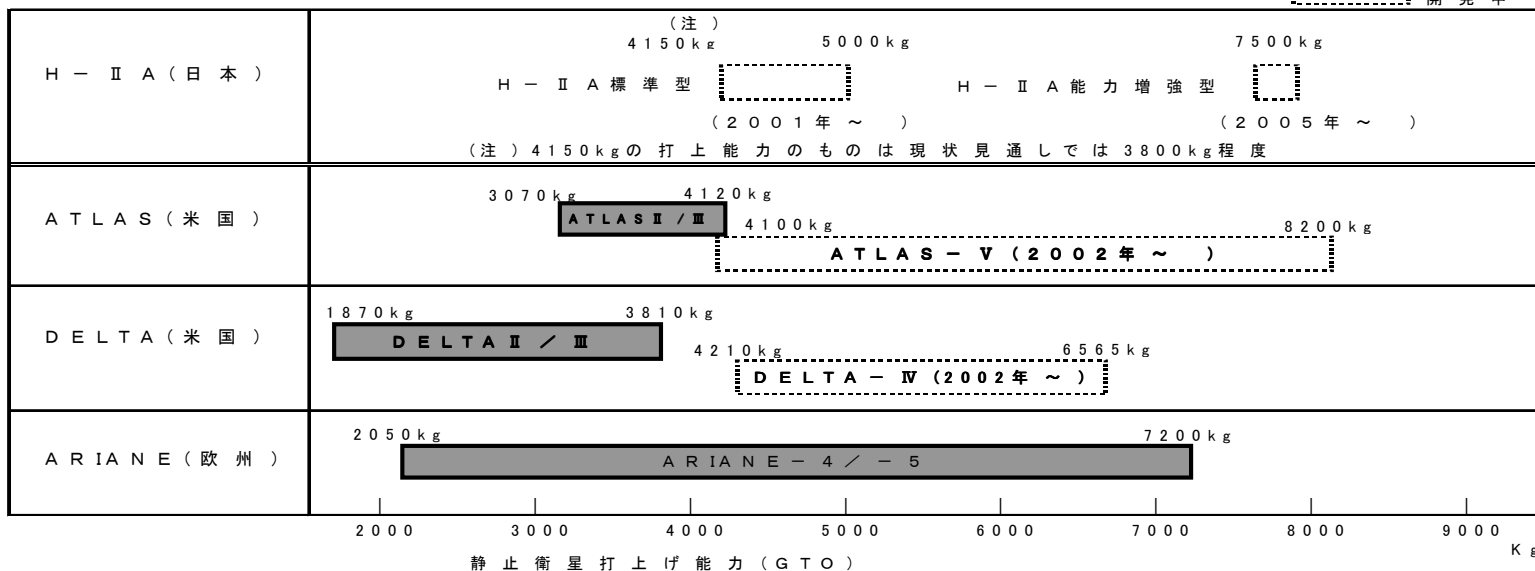 開発中
(注)
4150kg 5000kg 7500kg
H-ⅡA(日本)
H-ⅡA標準型 H-ⅡA能力増強型
(2001年~ ) (2005年~ )
(注)4150kgの打上能力のものは現状見通しでは3800kg程度
3070kg 4120kg
ATLAS(米国)
ATLASⅡ/Ⅲ
4100kg 8200kg
ATLAS-Ⅴ(2002年~ )
1870kg 3810kg
DELTA(米国)
DELTAⅡ/Ⅲ
4210kg 6565kg
DELTA-Ⅳ(2002年~)
2050kg 7200kg
ARIANE(欧州)
ARIANE-4/-5
2000 3000 4000 5000 6000 7000 8000 9000
Kg
静止衛星打上げ能力(GTO)